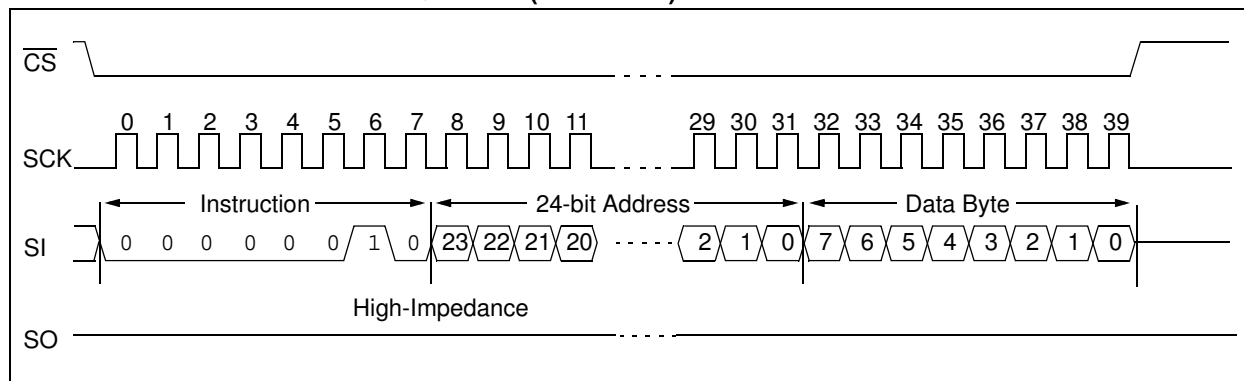 CS
0 1 2 3 4 5 6 7 8 9 10 11 29 30 31 32 33 34 35 36 37 38 39
SCK
Instruction 24-bit Address Data Byte
SI 0 0 0 0 0 0 1 0 23 22 21 20 2 1 0 7 6 5 4 3 2 1 0
High-Impedance
SO